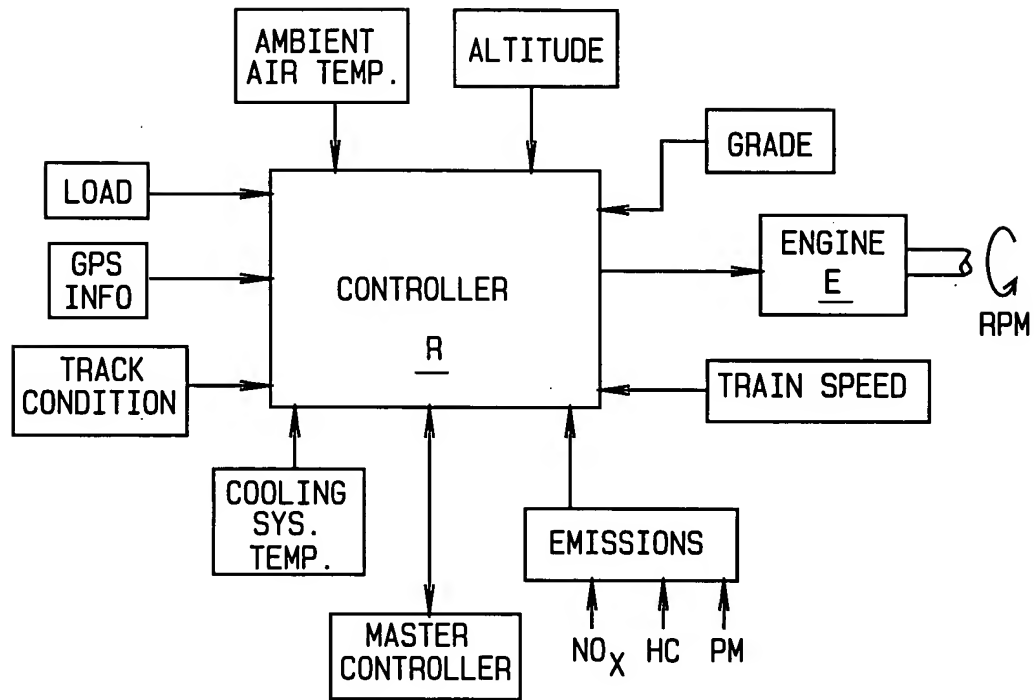 AMBIENT
AIR TEMP.
ALTITUDE
GRADE
LOAD
GPS
INFO
CONTROLLER
R
ENGINE
E
RPM
TRACK
CONDITION
TRAIN SPEED
COOLING
SYS.
TEMP.
EMISSIONS
MASTER
CONTROLLER
NOX HC PM